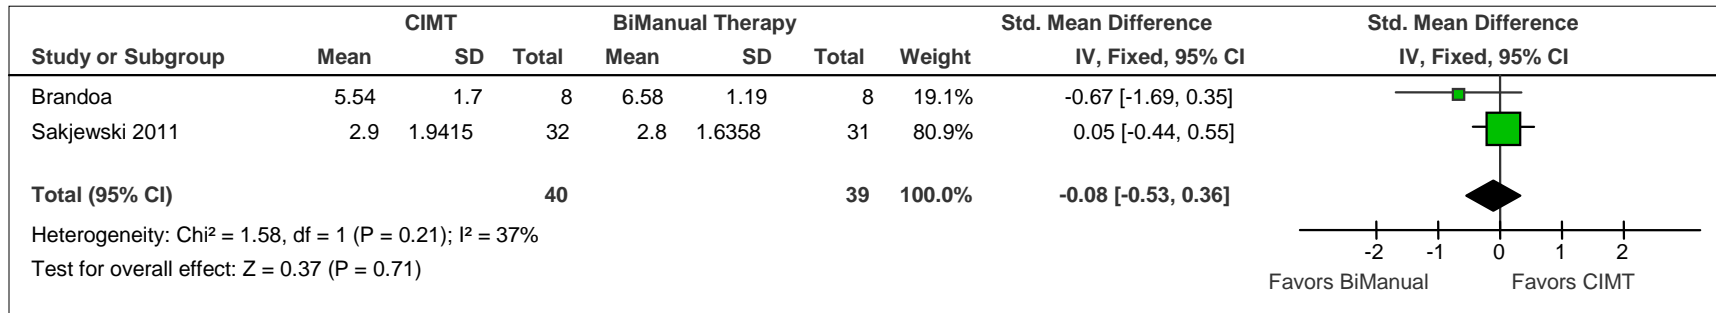 CIMT BiManual Therapy Std. Mean Difference Std. Mean Difference
Study or Subgroup Mean SD Total Mean SD Total Weight IV, Fixed, 95% CI IV, Fixed, 95% CI
Brandoa 5.54 1.7 8 6.58 1.19 8 19.1% -0.67 [-1.69, 0.35]
Sakjewski 2011 2.9 1.9415 32 2.8 1.6358 31 80.9% 0.05 [-0.44, 0.55]
Total (95% CI) 40 39 100.0% -0.08 [-0.53, 0.36]
Heterogeneity: Chi² = 1.58, df = 1 (P = 0.21); I² = 37%
Test for overall effect: Z = 0.37 (P = 0.71)
-2 -1 0 1 2
Favors BiManual Favors CIMT